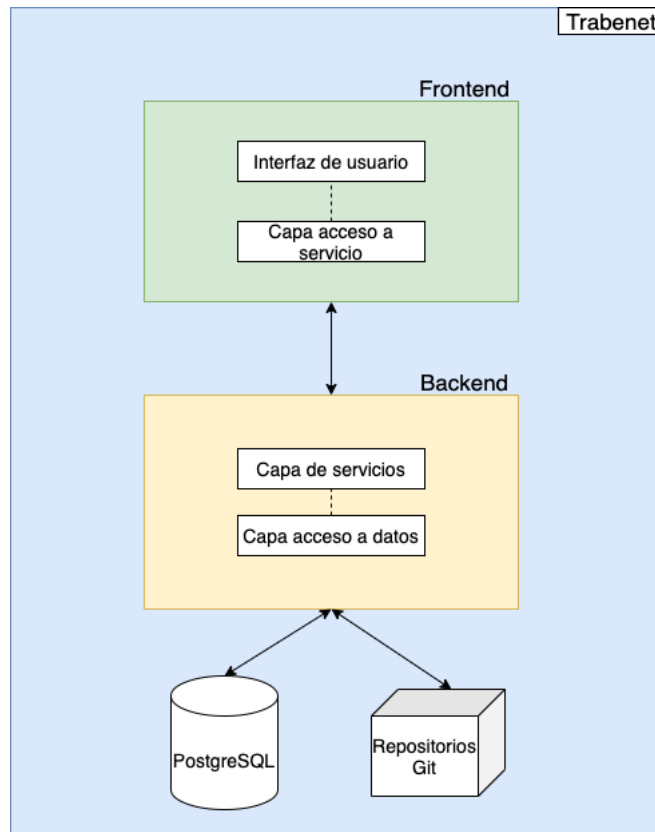 Trabenet
Frontend
Interfaz de usuario
Capa acceso a
servicio
Backend
Capa de servicios
Capa acceso a datos
PostgreSQL
Repositorios
Git